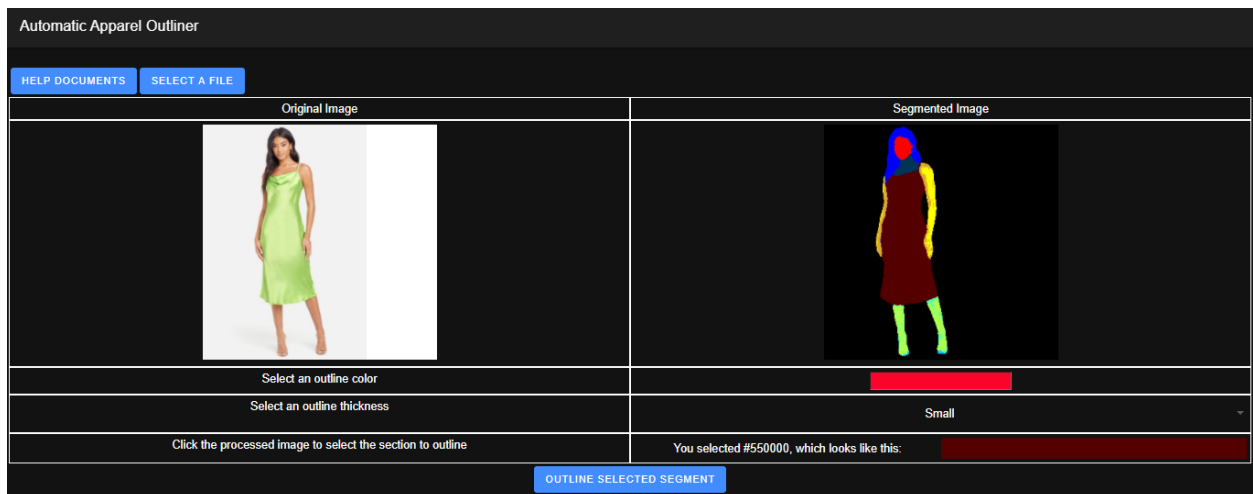 Automatic Apparel Outliner
HELP DOCUMENTS SELECT A FILE
Original Image Segmented Image
Select an outline color
Select an outline thickness Small
Click the processed image to select the section to outline You selected #550000, which looks like this:
OUTLINE SELECTED SEGMENT